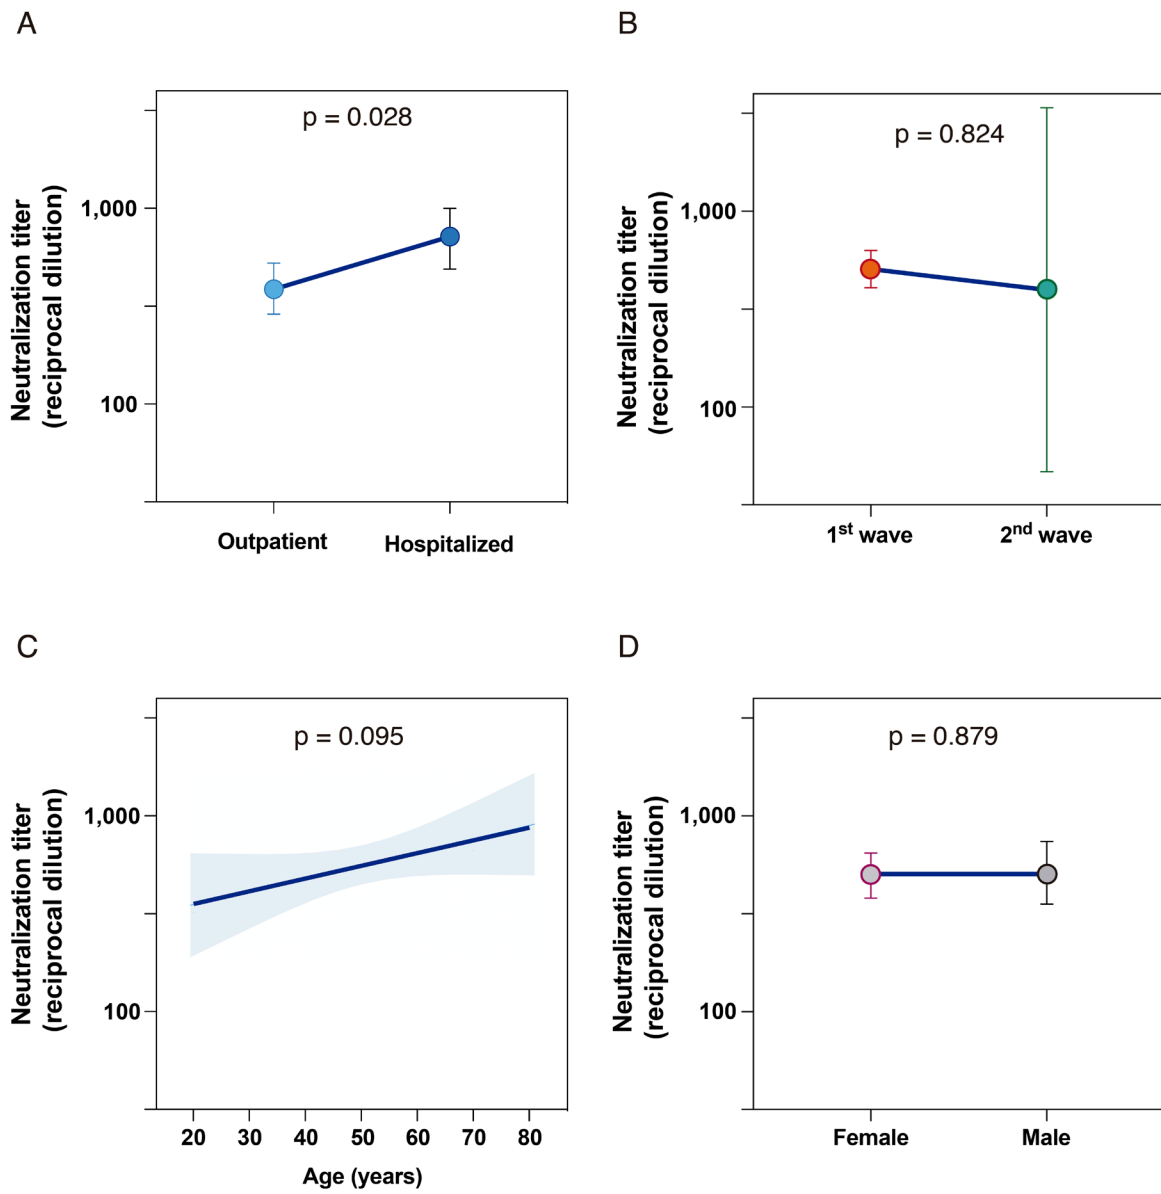 A
p = 0.028
Neutralization titer
(reciprocal dilution)
1,000
100
Outpatient
Hospitalized
B
p = 0.824
Neutralization titer
(reciprocal dilution)
1,000
100
1st wave
2nd wave
C
p = 0.095
Neutralization titer
(reciprocal dilution)
1,000
100
20 30 40 50 60 70 80
Age (years)
D
p = 0.879
Neutralization titer
(reciprocal dilution)
1,000
100
Female
Male